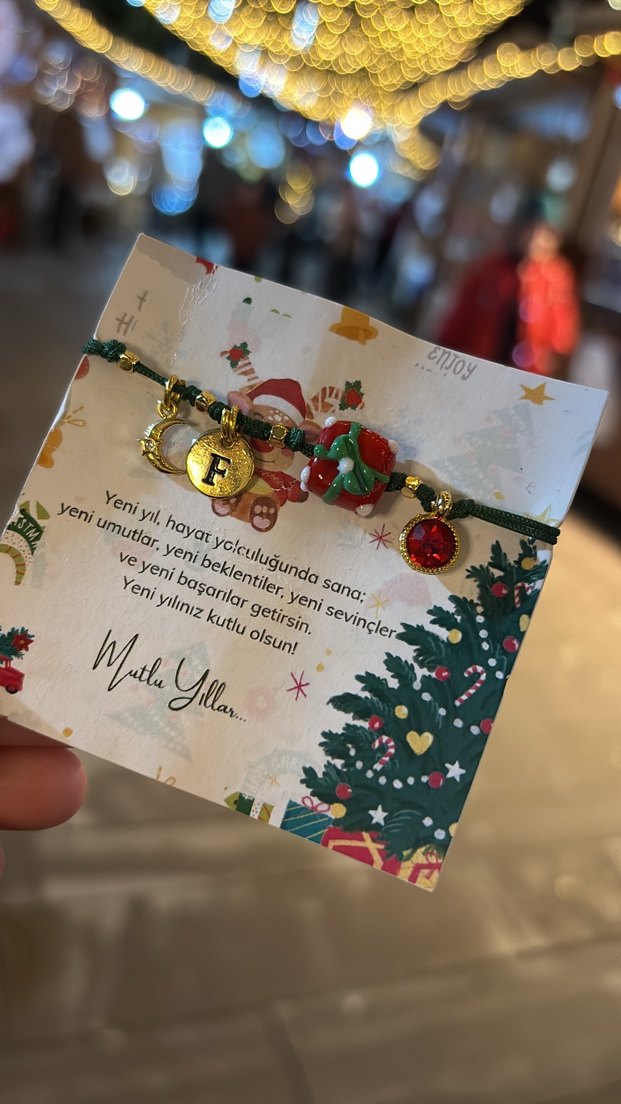 F
Yeni yıl, hayat yolculuğunda sana;
yeni umutlar, yeni beklentiler, yeni sevinçler
ve yeni başarılar getirsin.
Yeni yılınız kutlu olsun!
Mutlu Yıllar...